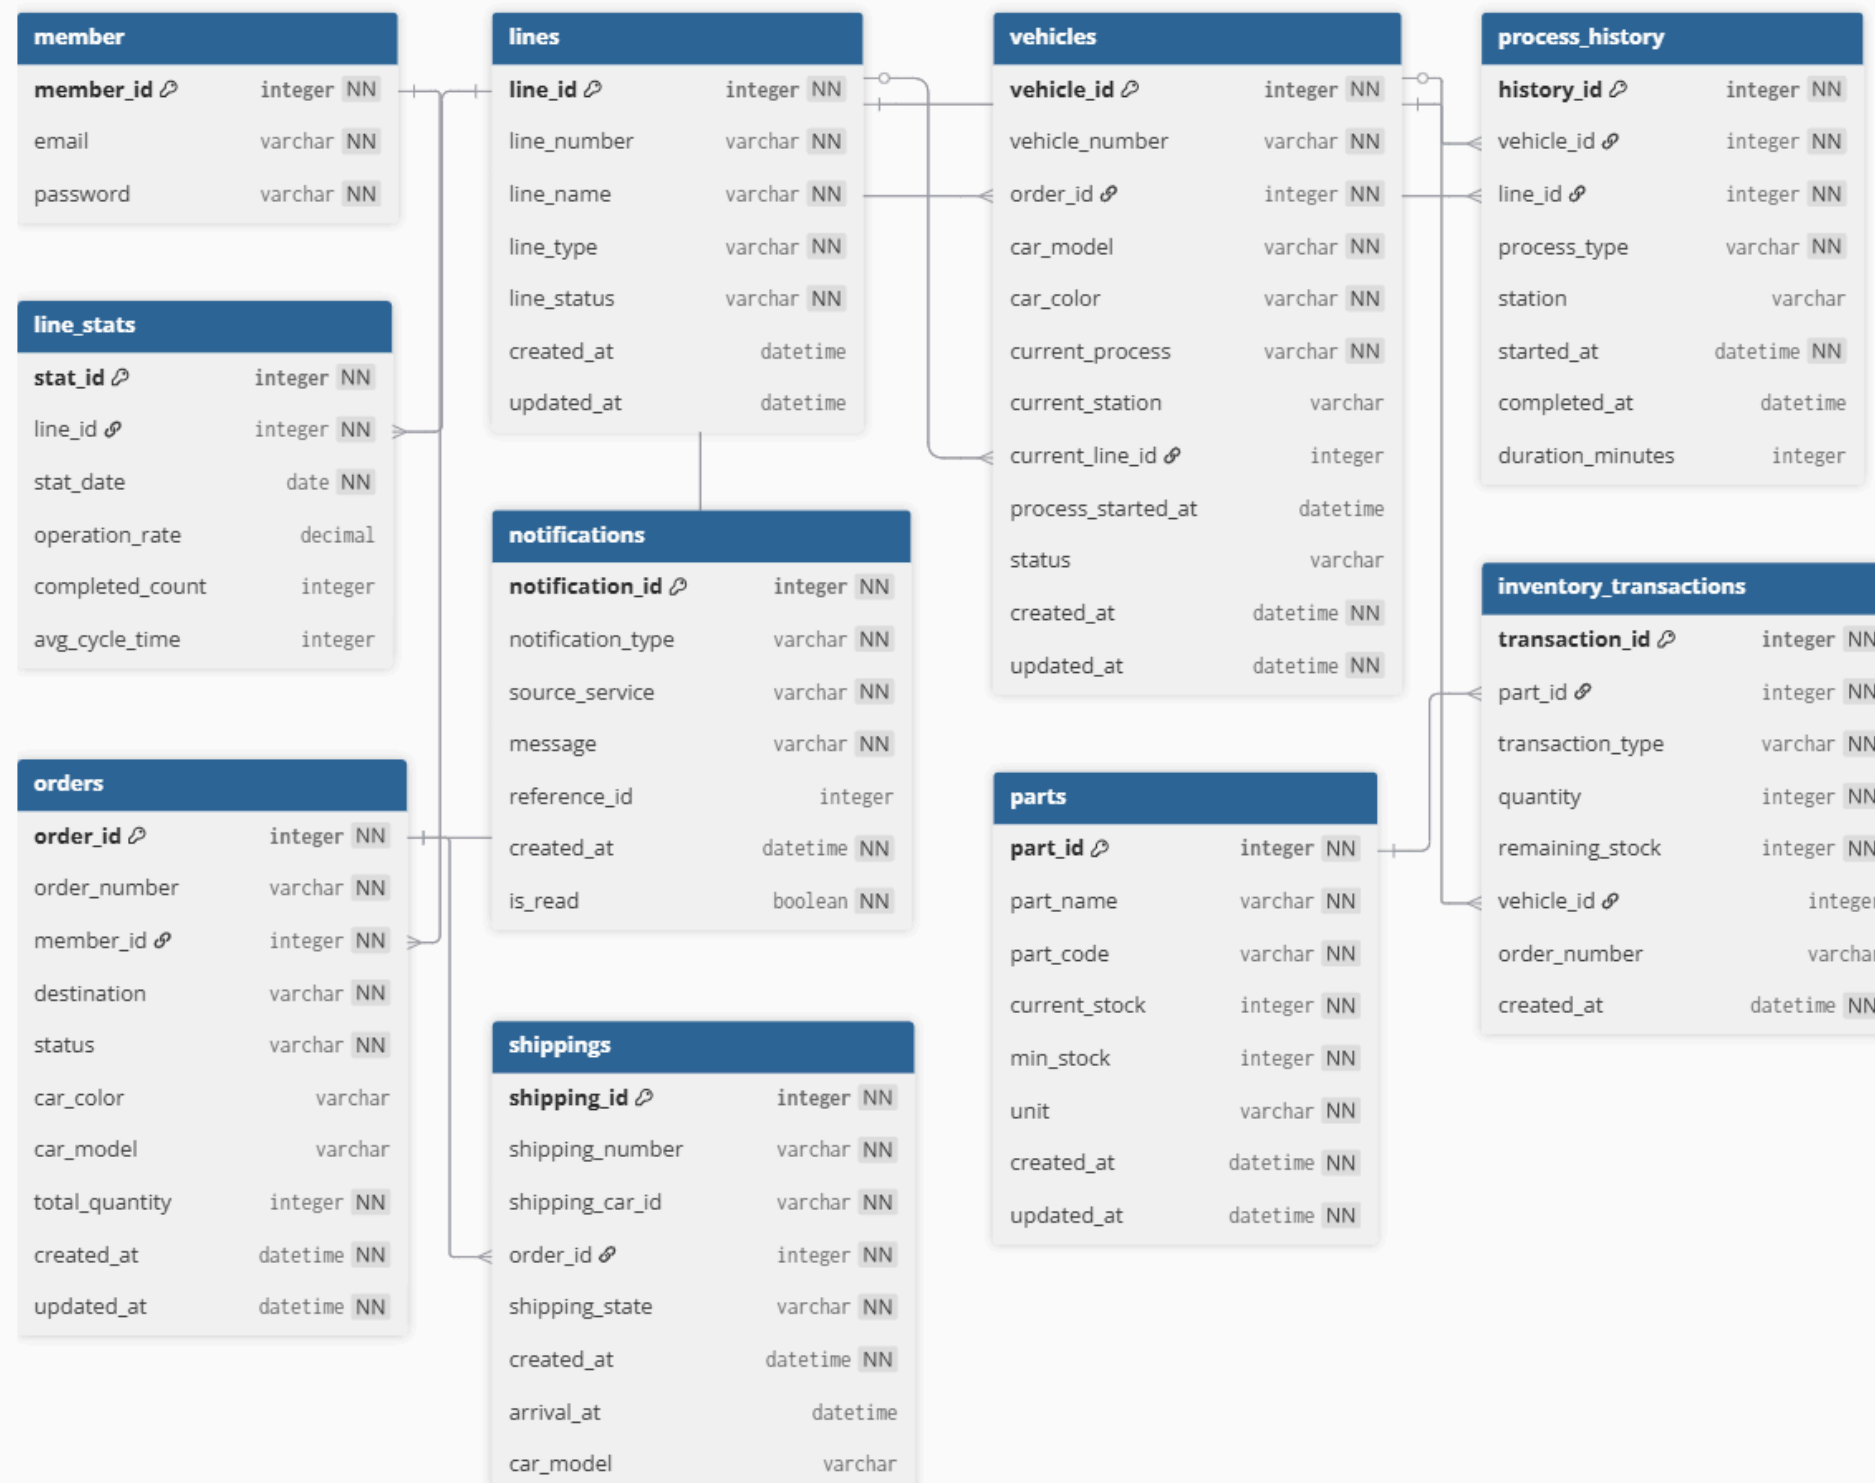 member
member_id integer NN
email varchar NN
password varchar NN
line_stats
stat_id integer NN
line_id integer NN
stat_date date NN
operation_rate decimal
completed_count integer
avg_cycle_time integer
orders
order_id integer NN
order_number varchar NN
member_id integer NN
destination varchar NN
status varchar NN
car_color varchar
car_model varchar
total_quantity integer NN
created_at datetime NN
updated_at datetime NN
lines
line_id integer NN
line_number varchar NN
line_name varchar NN
line_type varchar NN
line_status varchar NN
created_at datetime
updated_at datetime
notifications
notification_id integer NN
notification_type varchar NN
source_service varchar NN
message varchar NN
reference_id integer
created_at datetime NN
is_read boolean NN
shippings
shipping_id integer NN
shipping_number varchar NN
shipping_car_id varchar NN
order_id integer NN
shipping_state varchar NN
created_at datetime NN
arrival_at datetime
car_model varchar
vehicles
vehicle_id integer NN
vehicle_number varchar NN
order_id integer NN
car_model varchar NN
car_color varchar NN
current_process varchar NN
current_station varchar
current_line_id integer
process_started_at datetime
status varchar
created_at datetime NN
updated_at datetime NN
parts
part_id integer NN
part_name varchar NN
part_code varchar NN
current_stock integer NN
min_stock integer NN
unit varchar NN
created_at datetime NN
updated_at datetime NN
process_history
history_id integer NN
vehicle_id integer NN
line_id integer NN
process_type varchar NN
station varchar
started_at datetime NN
completed_at datetime
duration_minutes integer
inventory_transactions
transaction_id integer NN
part_id integer NN
transaction_type varchar NN
quantity integer NN
remaining_stock integer NN
vehicle_id integer
order_number varchar
created_at datetime NN